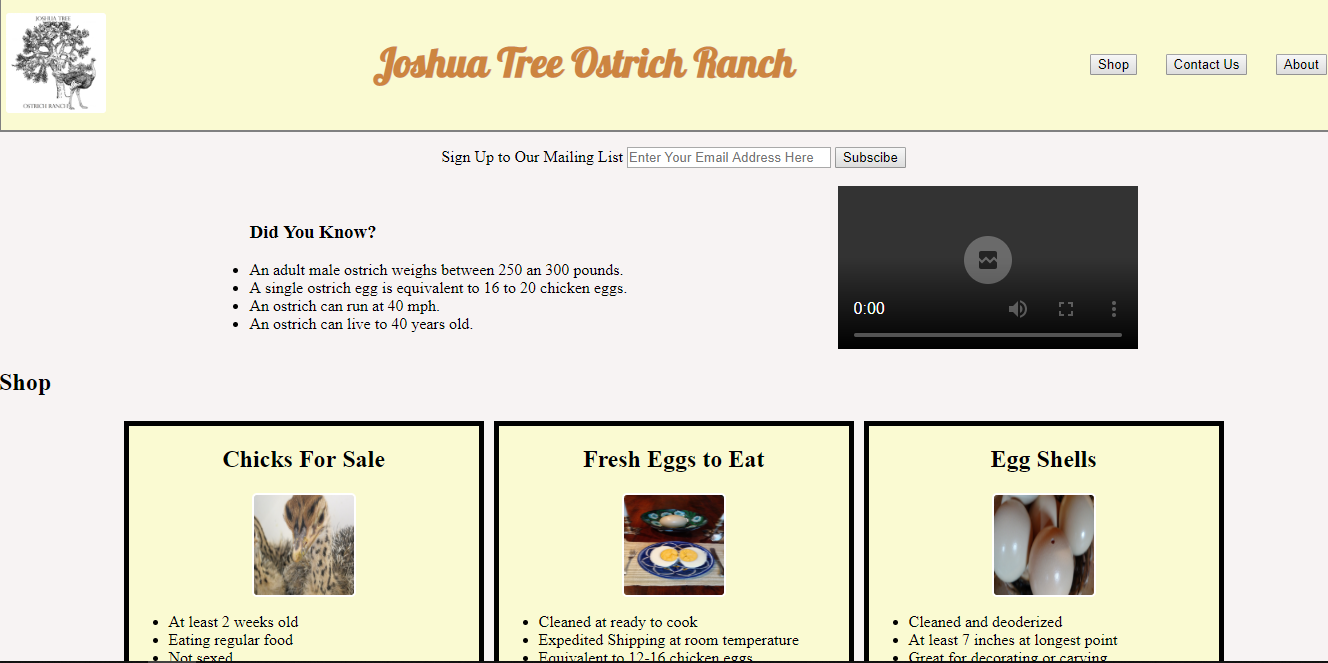 JOSHUA TREE
OSTRICH RANCH
Joshua Tree Ostrich Ranch
Shop
Contact Us
About
Sign Up to Our Mailing List Enter Your Email Address Here Subscibe
Did You Know?
An adult male ostrich weighs between 250 an 300 pounds.
A single ostrich egg is equivalent to 16 to 20 chicken eggs.
An ostrich can run at 40 mph.
An ostrich can live to 40 years old.
0:00
Shop
Chicks For Sale
At least 2 weeks old
Eating regular food
Not sexed
Fresh Eggs to Eat
Cleaned at ready to cook
Expedited Shipping at room temperature
Equivalent to 12-16 chicken eggs
Egg Shells
Cleaned and deoderized
At least 7 inches at longest point
Great for decorating or carving